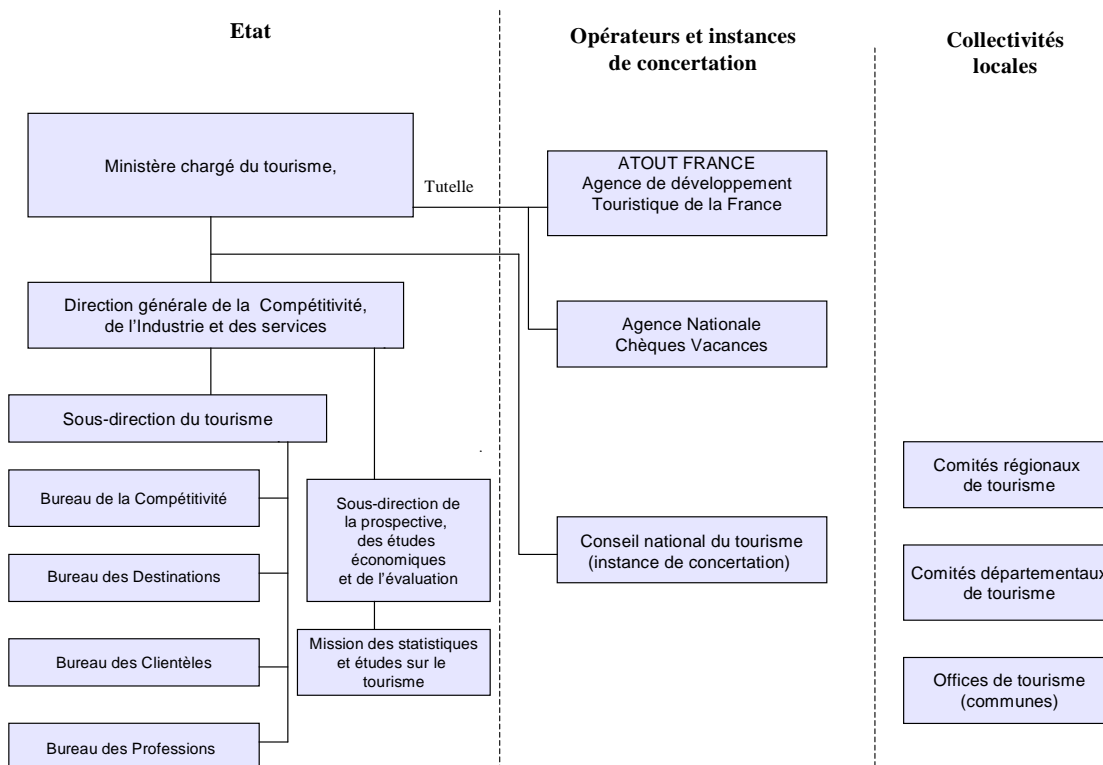 Etat
Opérateurs et instances
de concertation
Collectivités
locales
Ministère chargé du tourisme,
Tutelle
ATOUT FRANCE
Agence de développement
Touristique de la France
Direction générale de la Compétitivité,
de l'Industrie et des services
Agence Nationale
Chèques Vacances
Sous-direction du tourisme
Bureau de la Compétitivité
Bureau des Destinations
Bureau des Clientèles
Bureau des Professions
Sous-direction de
la prospective,
des études
économiques
et de l'évaluation
Mission des statistiques
et études sur le
tourisme
Conseil national du tourisme
(instance de concertation)
Comités régionaux
de tourisme
Comités départementaux
de tourisme
Offices de tourisme
(communes)